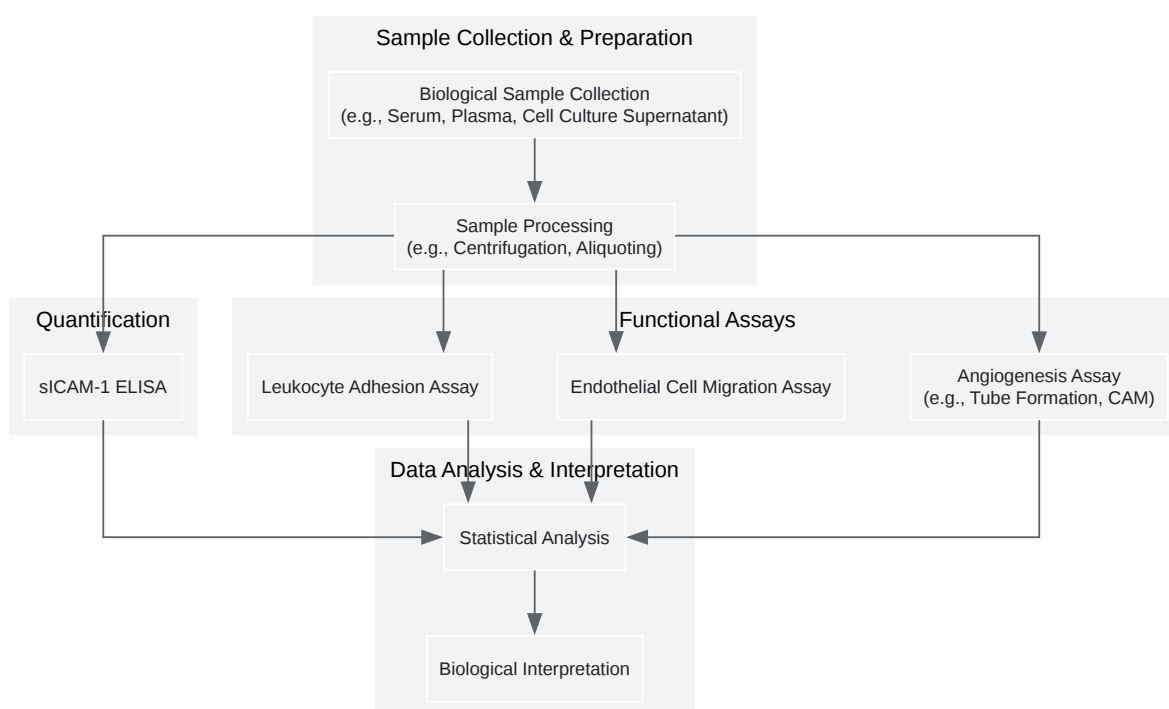 Sample Collection & Preparation
Biological Sample Collection
(e.g., Serum, Plasma, Cell Culture Supernatant)
Sample Processing
(e.g., Centrifugation, Aliquoting)
Quantification
Functional Assays
sICAM-1 ELISA
Leukocyte Adhesion Assay
Endothelial Cell Migration Assay
Angiogenesis Assay
(e.g., Tube Formation, CAM)
Data Analysis & Interpretation
Statistical Analysis
Biological Interpretation